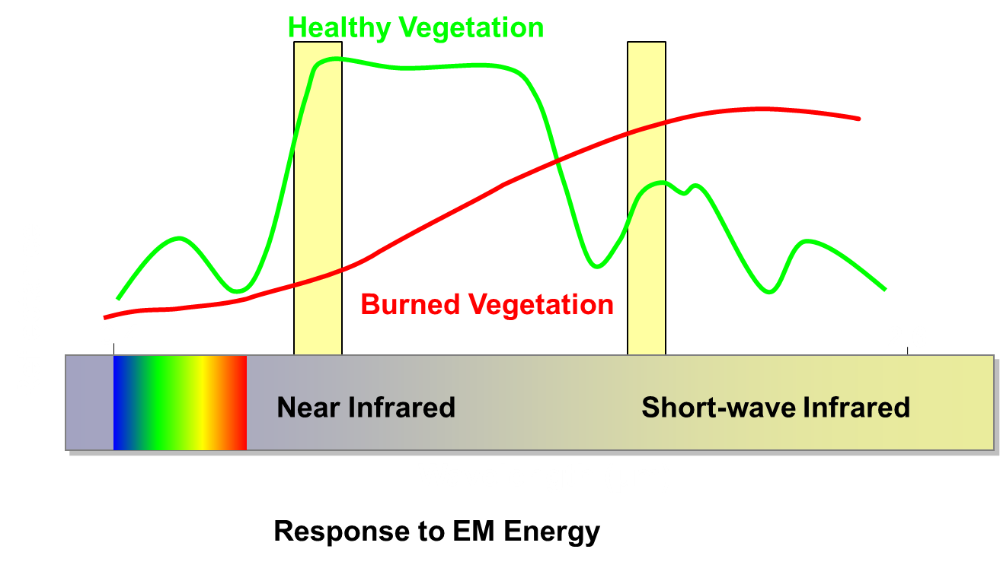 Healthy Vegetation
Burned Vegetation
Near Infrared
Short-wave Infrared
Response to EM Energy